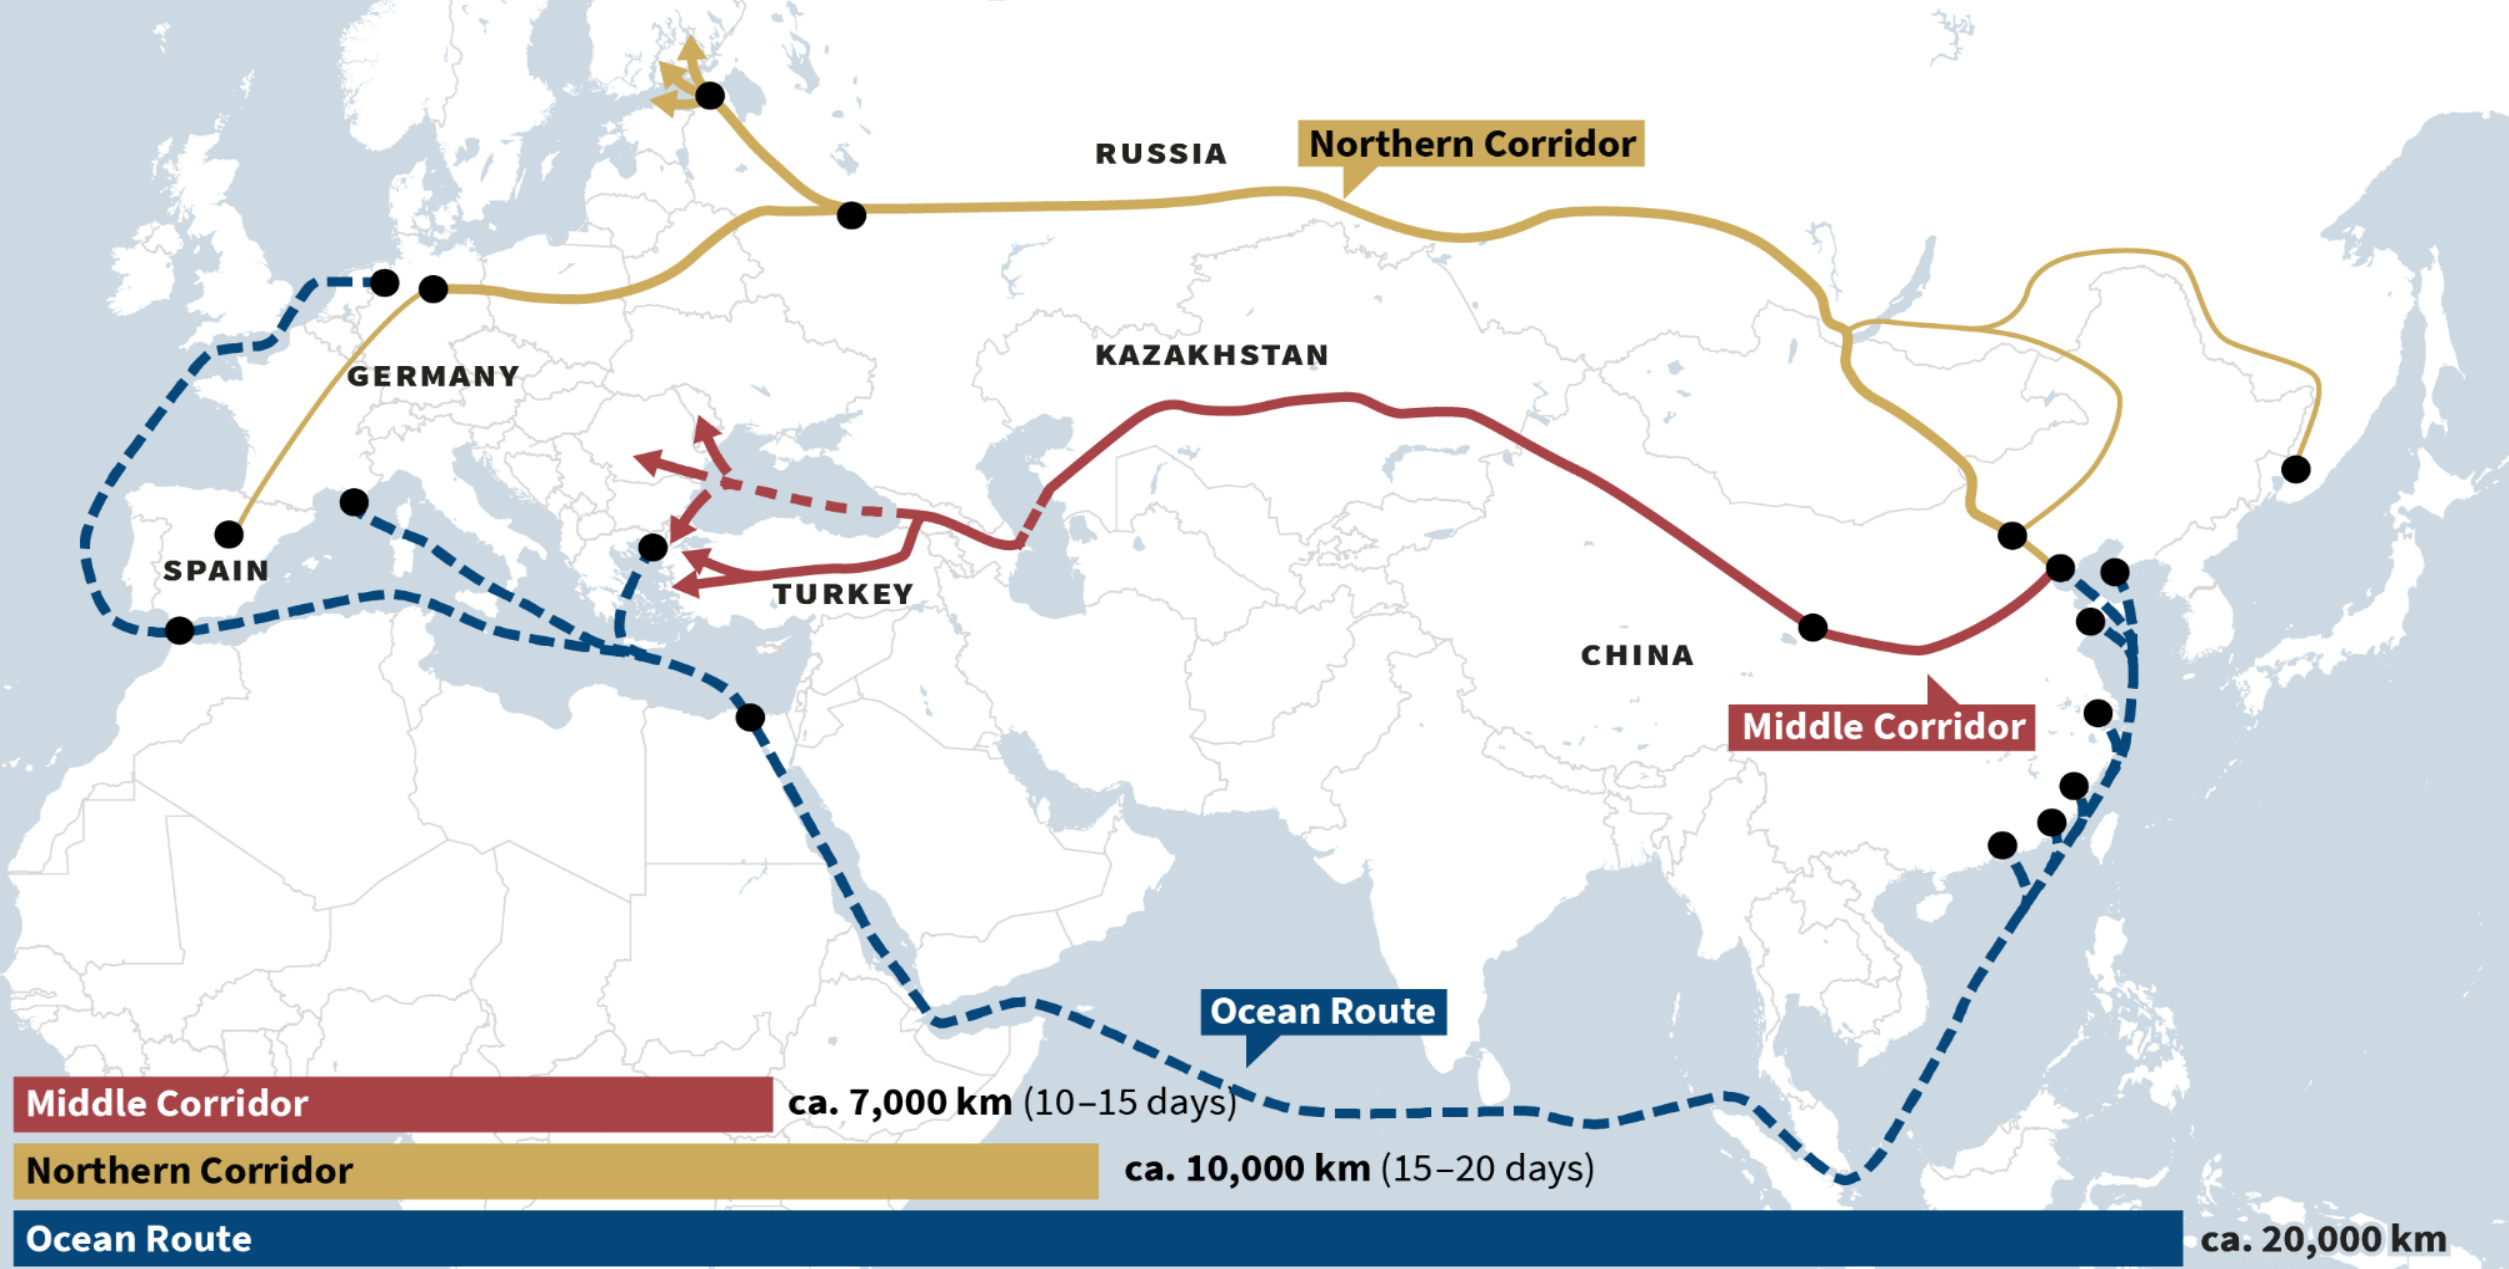 RUSSIA
Northern Corridor
KAZAKHSTAN
GERMANY
SPAIN
TURKEY
CHINA
Middle Corridor
Ocean Route
Middle Corridor
ca. 7,000 km (10–15 days)
Northern Corridor
ca. 10,000 km (15–20 days)
Ocean Route
ca. 20,000 km